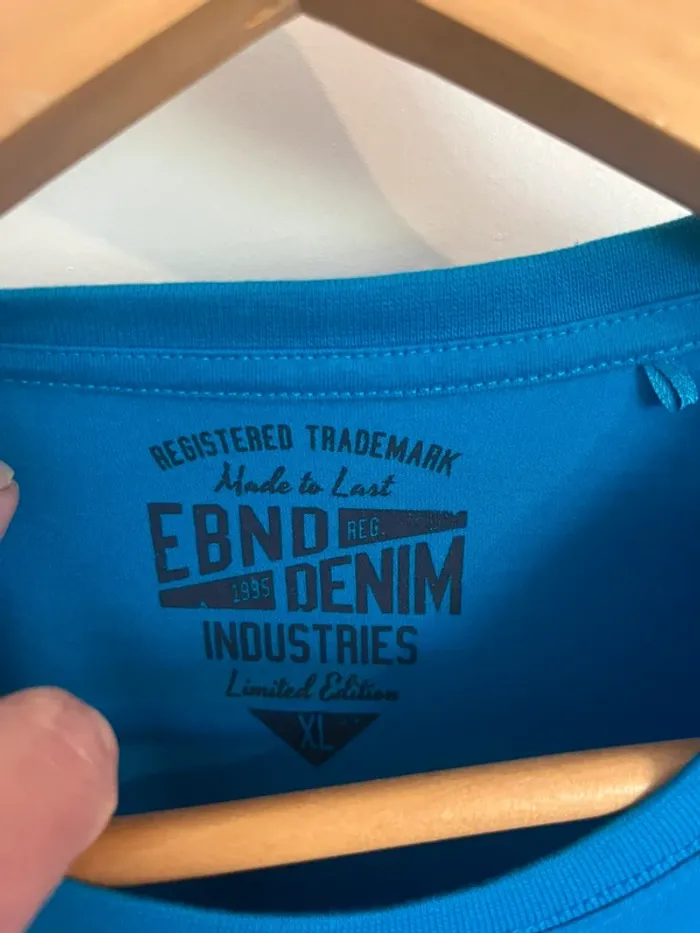 REGISTERED TRADEMARK
Made to Last
EBND REG.
1995 DENIM
INDUSTRIES
Limited Edition
XL